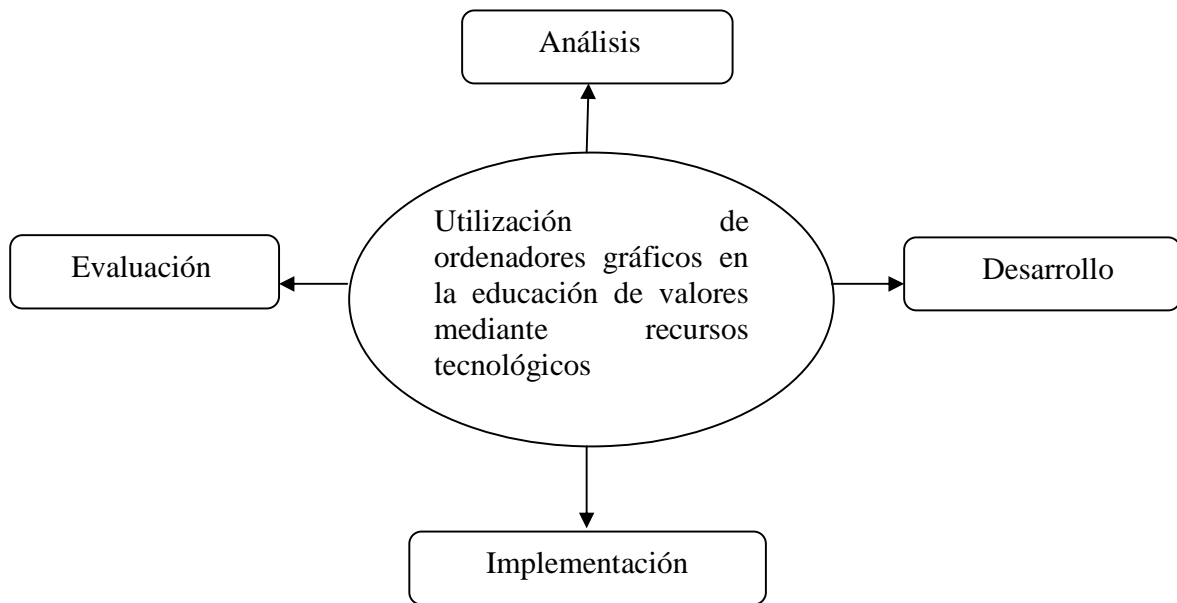 Análisis
Utilización de
ordenadores gráficos en
la educación de valores
mediante recursos
tecnológicos
Evaluación
Desarrollo
Implementación